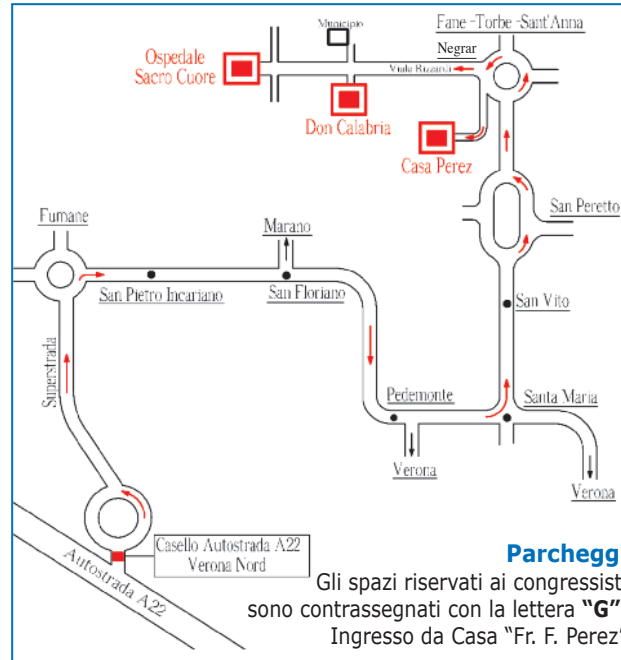 Municipio
Fane -Torbe -Sant'Anna
Negrar
Ospedale
Sacro Cuore
Viale Rizzardi
Don Calabria
Casa Perez
San Peretto
Fumane
Marano
San Pietro Incariano
San Floriano
San Vito
Superstrada
Pedemonte
Santa Maria
Verona
Verona
Casello Autostrada A22
Verona Nord
Autostrada A22
Parchegg
Gli spazi riservati ai congressist
sono contrassegnati con la lettera "G"
Ingresso da Casa "Fr. F. Perez"